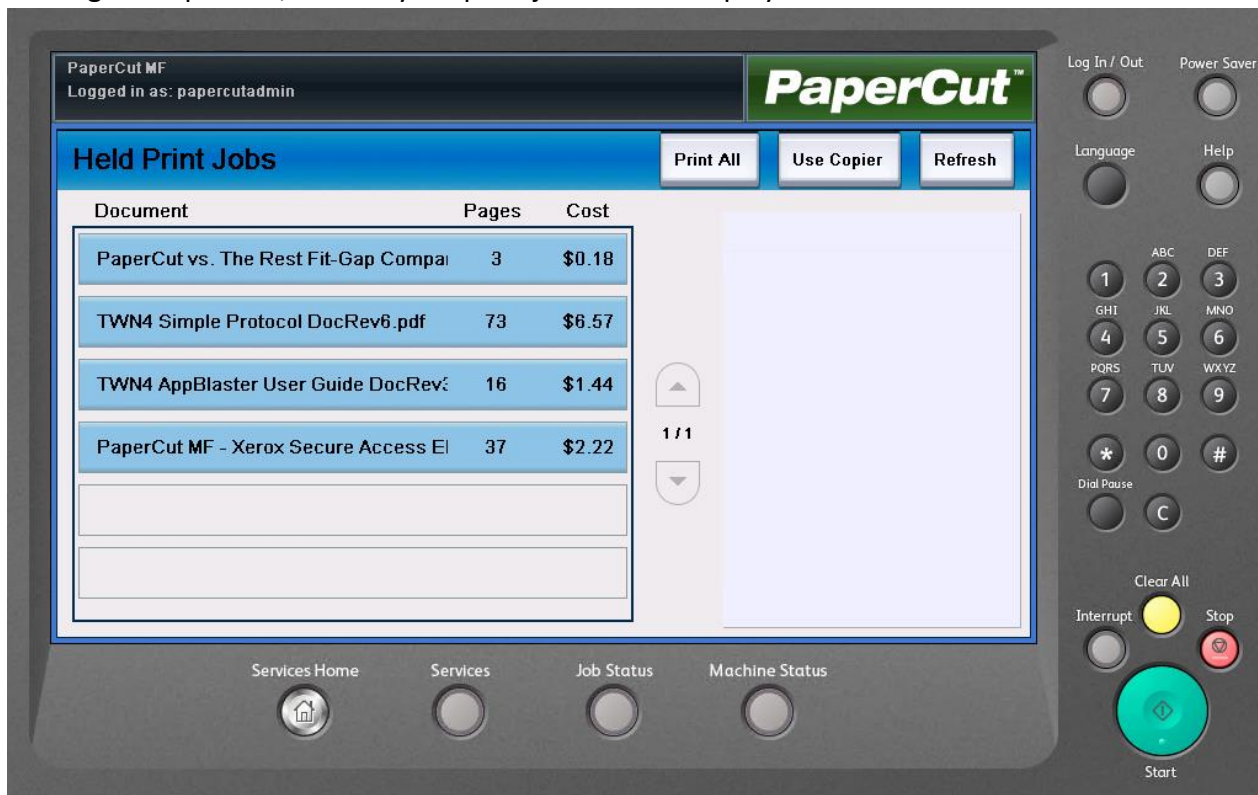 PaperCut MF
Logged in as: papercutadmin
PaperCut™
Held Print Jobs
Print All
Use Copier
Refresh
Document Pages Cost
PaperCut vs. The Rest Fit-Gap 3 $0.18
TWN4 Simple Protocol DocRev6.pdf 73 $6.57
TWN4 AppBlaster User Guide 16 $1.44
PaperCut MF - Xerox Secure Access 37 $2.22
1/1
Log In / Out
Power Saver
Language
Help
ABC DEF
1 2 3
GHI JKL MNO
4 5 6
PQRS TUV WXYZ
7 8 9
* 0 #
Dial Pause
C
Clear All
Interrupt
Stop
Start
Services Home
Services
Job Status
Machine Status